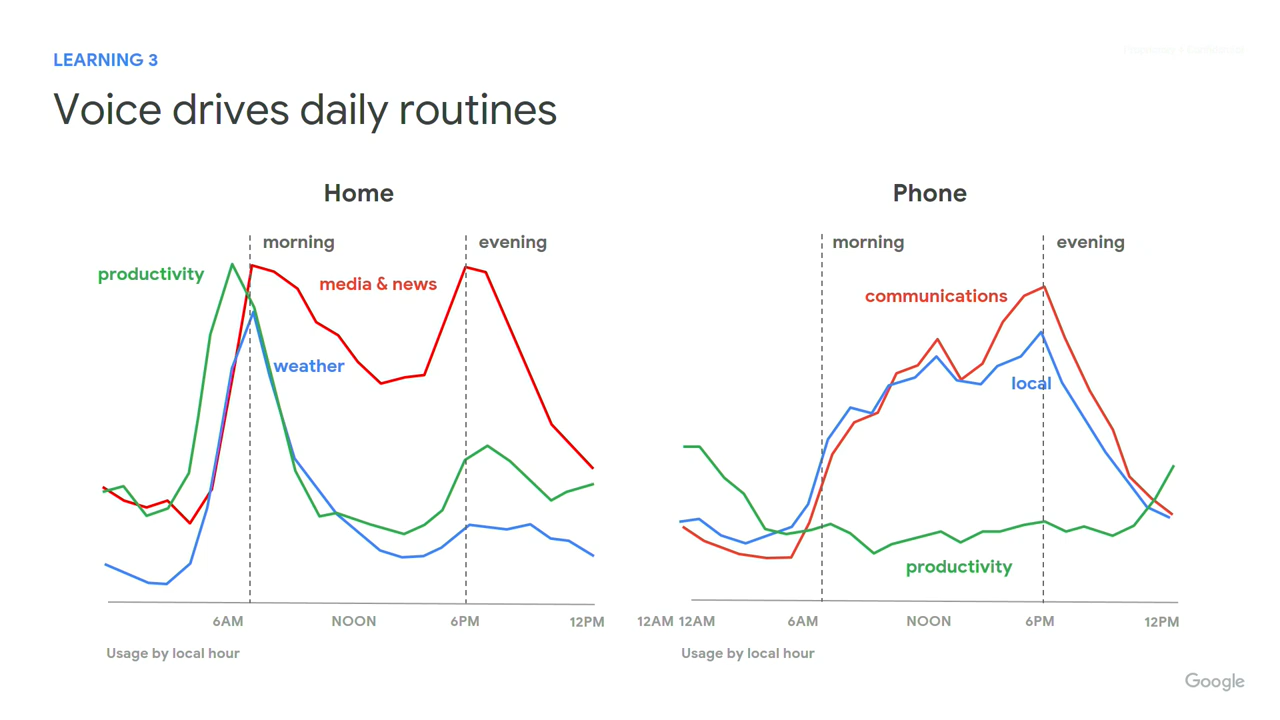 LEARNING 3
Voice drives daily routines
Home
morning
evening
productivity
media & news
weather
6AM
NOON
6PM
12PM
Usage by local hour
Phone
morning
evening
communications
local
productivity
12AM 12AM
6AM
NOON
6PM
12PM
Usage by local hour
Google